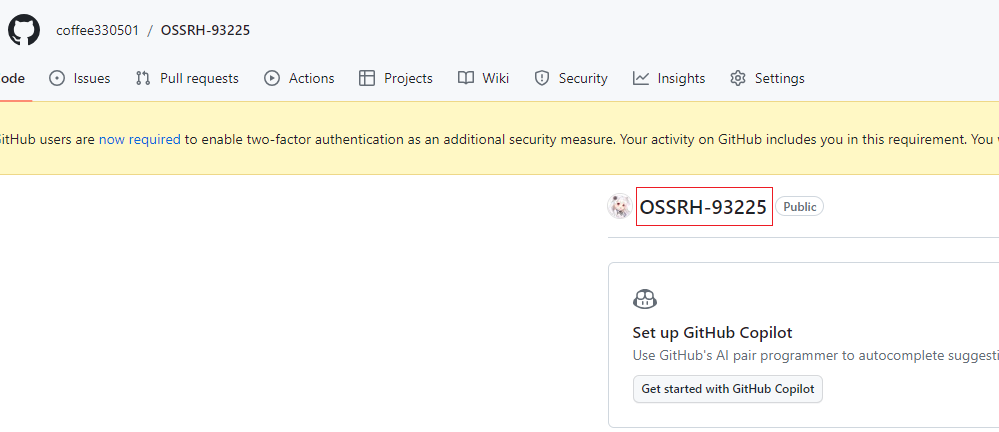 coffee330501 / OSSRH-93225
ode Issues Pull requests Actions Projects Wiki Security Insights Settings
itHub users are now required to enable two-factor authentication as an additional security measure. Your activity on GitHub includes you in this requirement. You
OSSRH-93225 Public
Set up GitHub Copilot
Use GitHub's AI pair programmer to autocomplete suggesti
Get started with GitHub Copilot